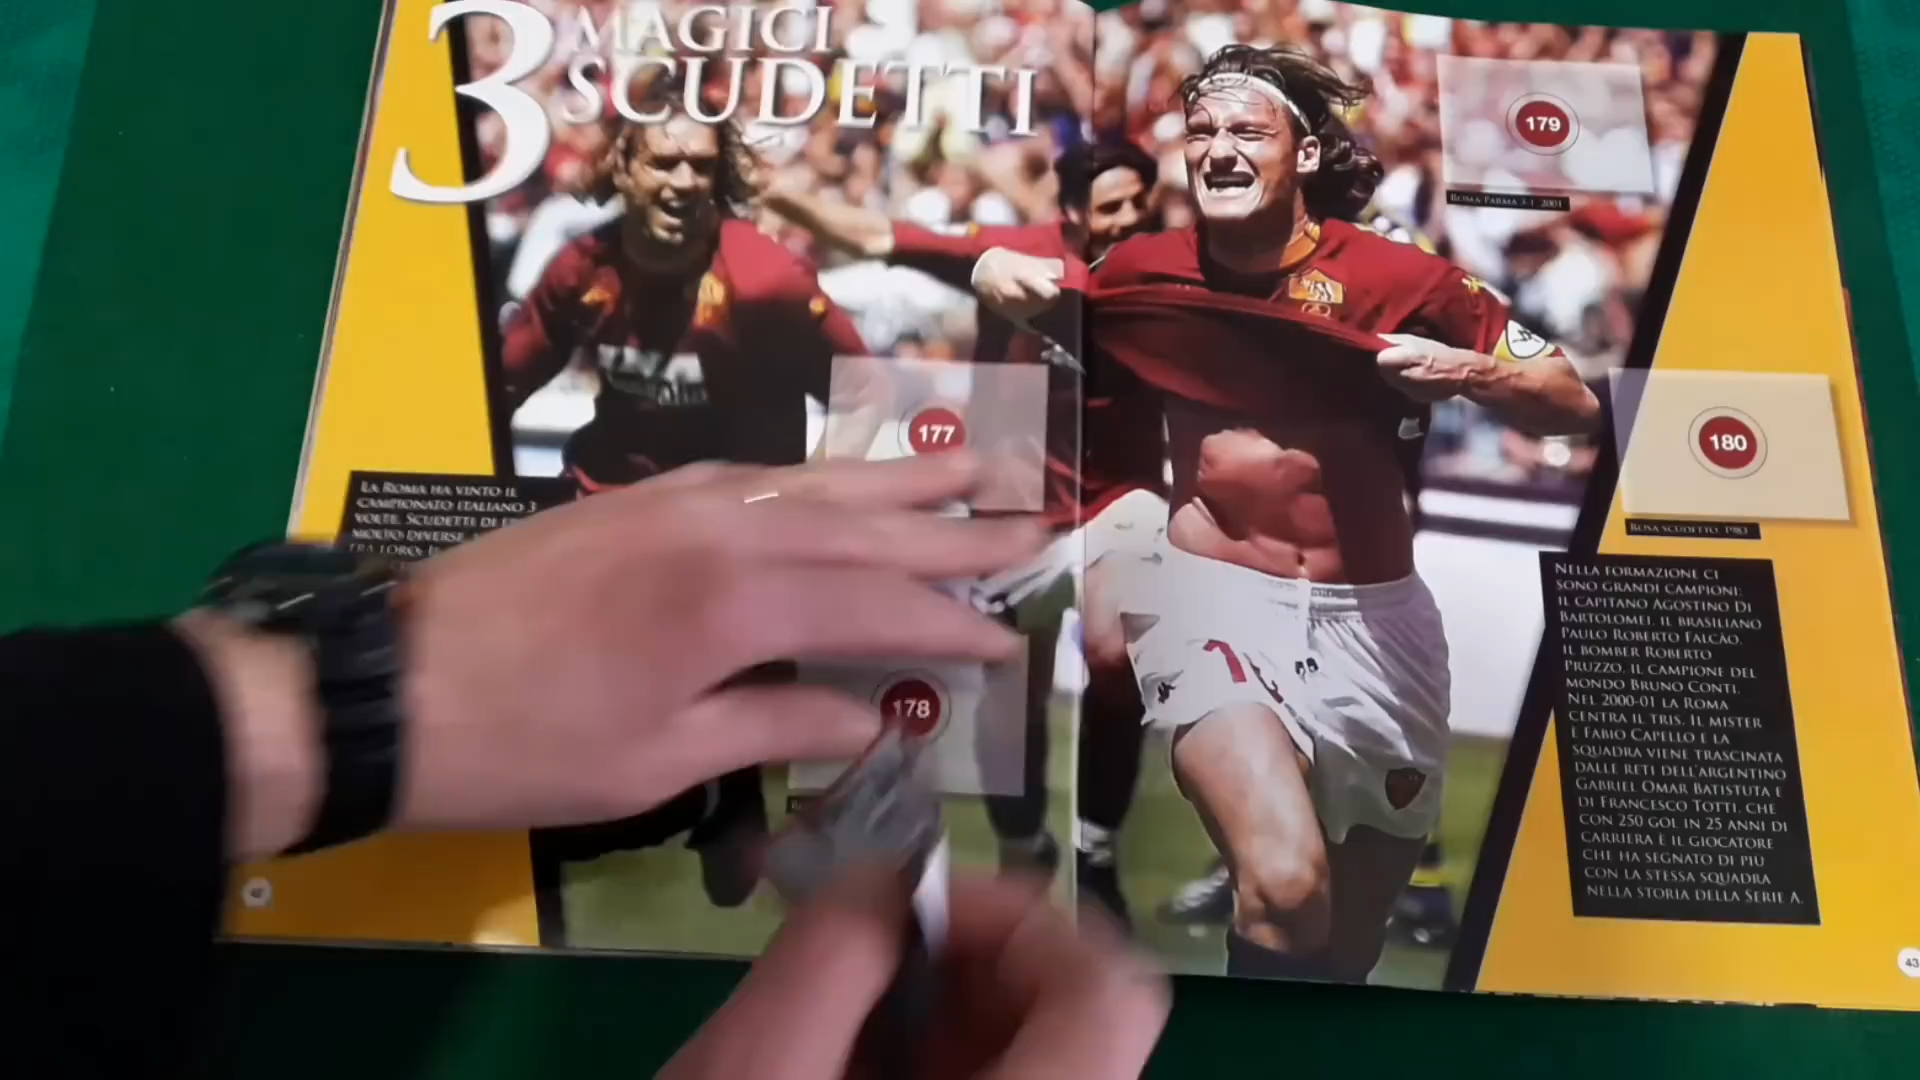 3
MAGICI
SCUDETTI
179
ROMA-PARMA 3-1 2001
177
180
ROSA SCUDETTO 1983
LA ROMA HA VINTO IL
CAMPIONATO ITALIANO 3
VOLTE. SCUDETTI DI
MOLTO DIVERSE
TRA LORO.
178
NELLA FORMAZIONE CI
SONO GRANDI CAMPIONI:
IL CAPITANO AGOSTINO DI
BARTOLOMEI, IL BRASILIANO
PAULO ROBERTO FALCÃO,
IL BOMBER ROBERTO
PRUZZO, IL CAMPIONE DEL
MONDO BRUNO CONTI.
NEL 2000-01 LA ROMA
CENTRA IL TRIS. IL MISTER
È FABIO CAPELLO E LA
SQUADRA VIENE TRASCINATA
DALLE RETI DELL'ARGENTINO
GABRIEL OMAR BATISTUTA E
DI FRANCESCO TOTTI, CHE
CON 250 GOL IN 25 ANNI DI
CARRIERA È IL GIOCATORE
CHE HA SEGNATO DI PIÙ
CON LA STESSA SQUADRA
NELLA STORIA DELLA SERIE A.
42
43